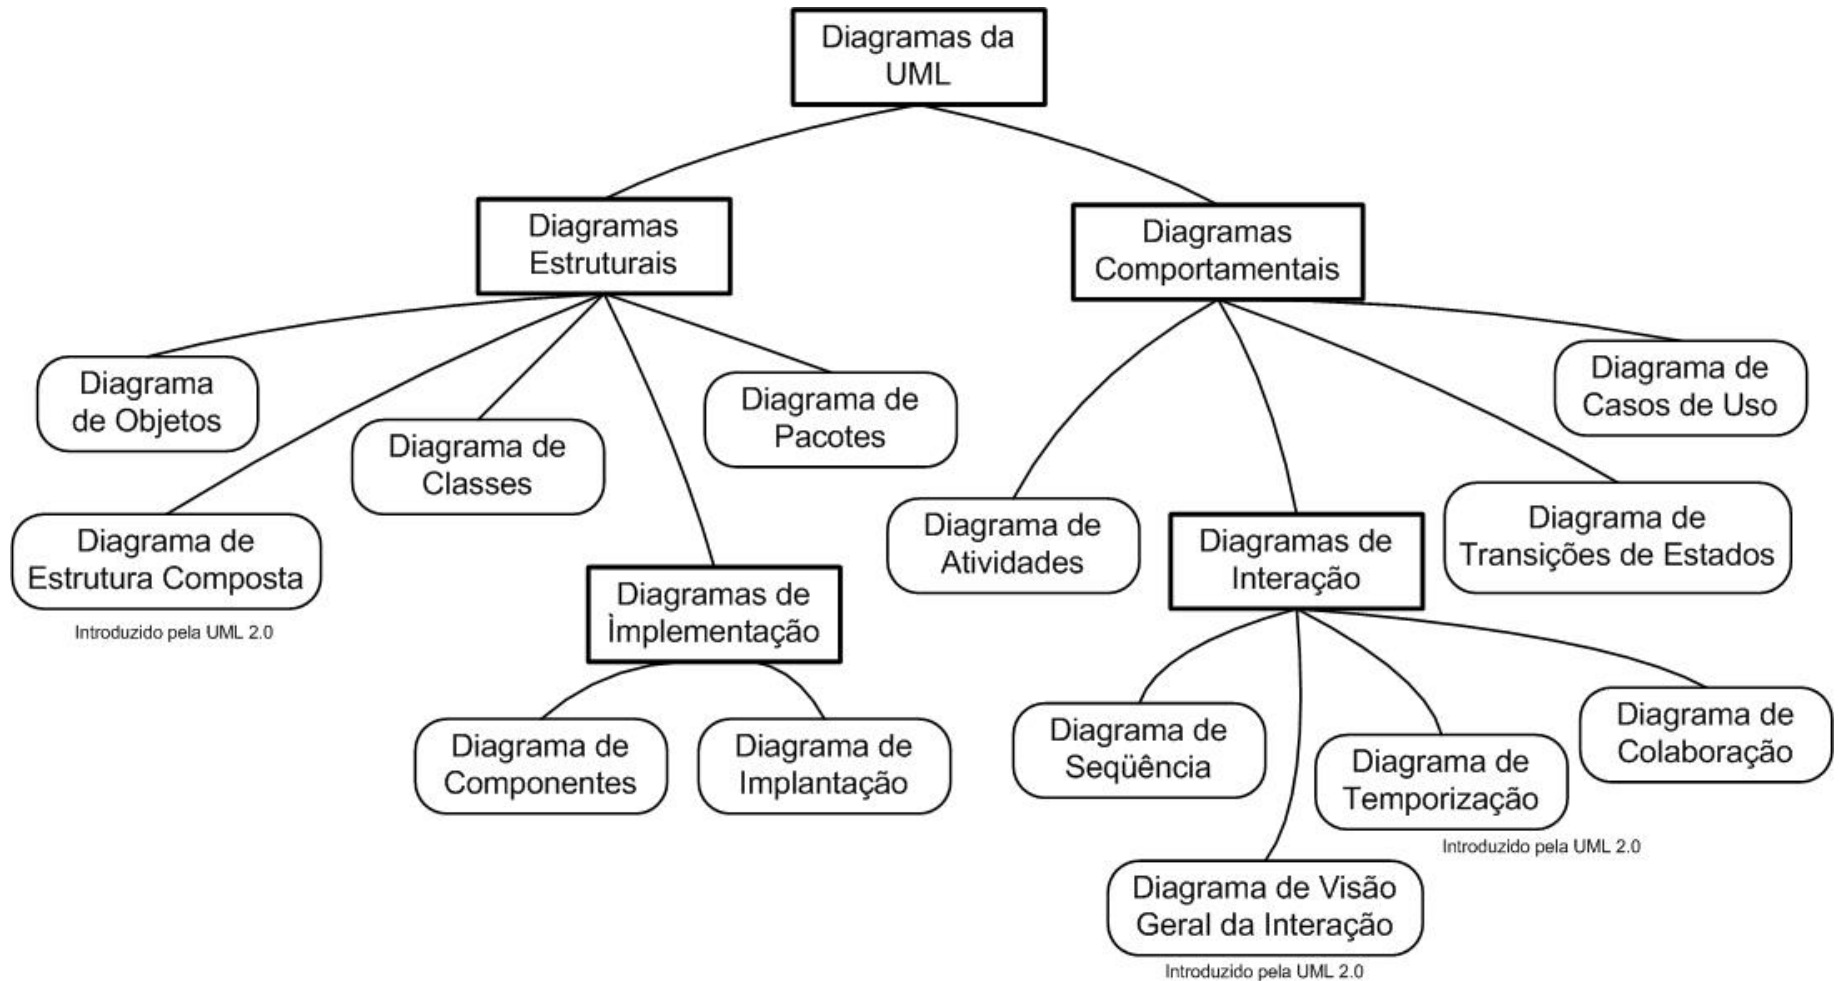 Diagramas da
UML
Diagramas
Estruturais
Diagramas
Comportamentais
Diagrama
de Objetos
Diagrama de
Estrutura Composta
Introduzido pela UML 2.0
Diagrama de
Classes
Diagrama de
Pacotes
Diagramas de
Ìmplementação
Diagrama de
Componentes
Diagrama de
Implantação
Diagrama de
Atividades
Diagramas de
Interação
Diagrama de
Transições de Estados
Diagrama de
Casos de Uso
Diagrama de
Seqüência
Diagrama de Visão
Geral da Interação
Introduzido pela UML 2.0
Diagrama de
Temporização
Introduzido pela UML 2.0
Diagrama de
Colaboração